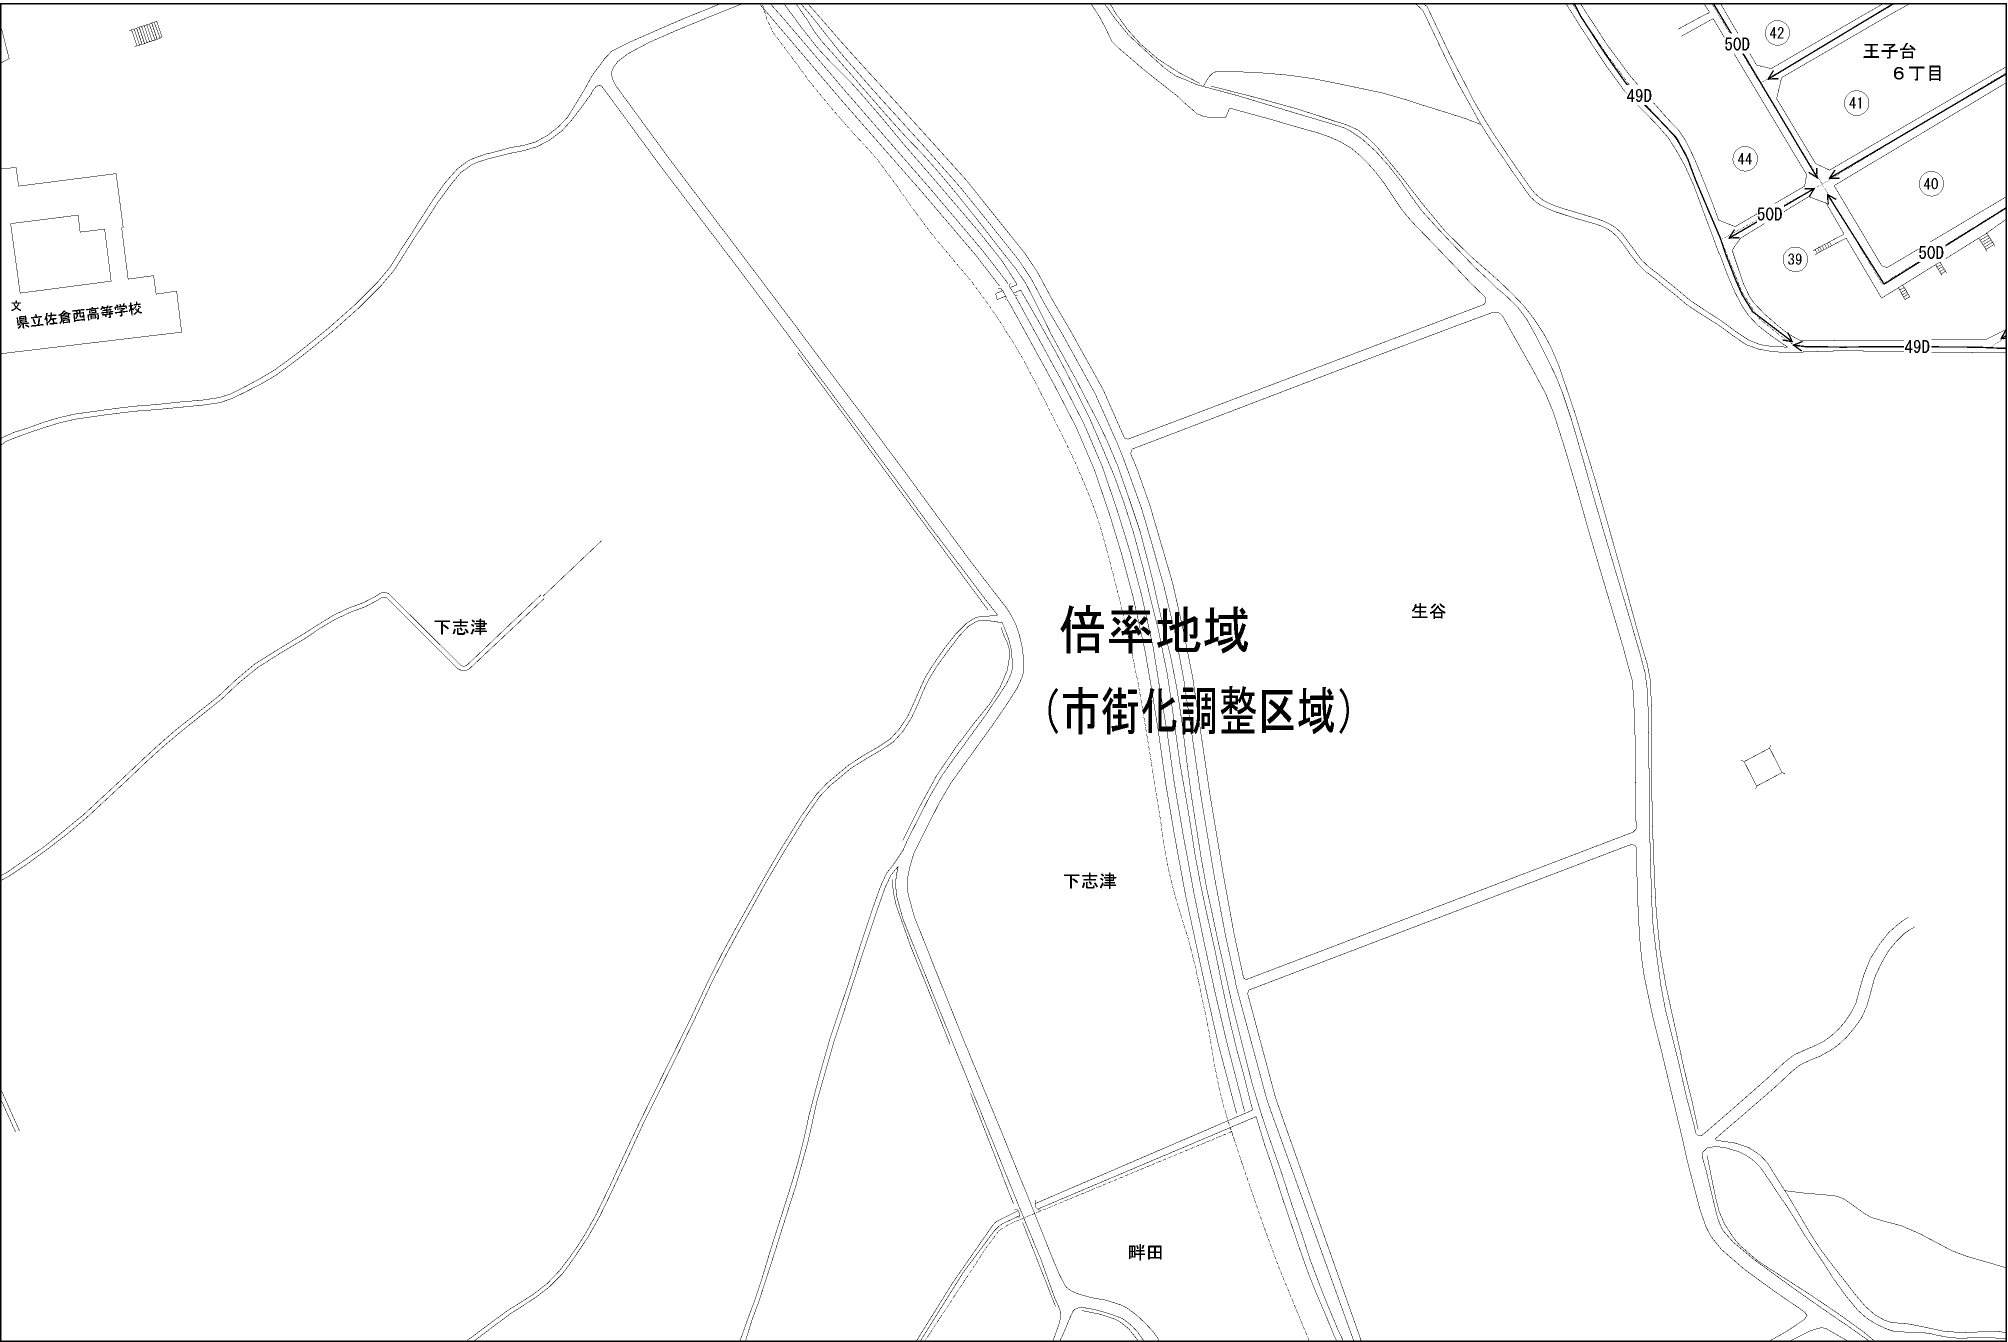 42
50D
王子台
6丁目
49D
41
44
40
50D
50D
39
文
県立佐倉西高等学校
49D
倍率地域
生谷
下志津
(市街化調整区域)
下志津
畔田